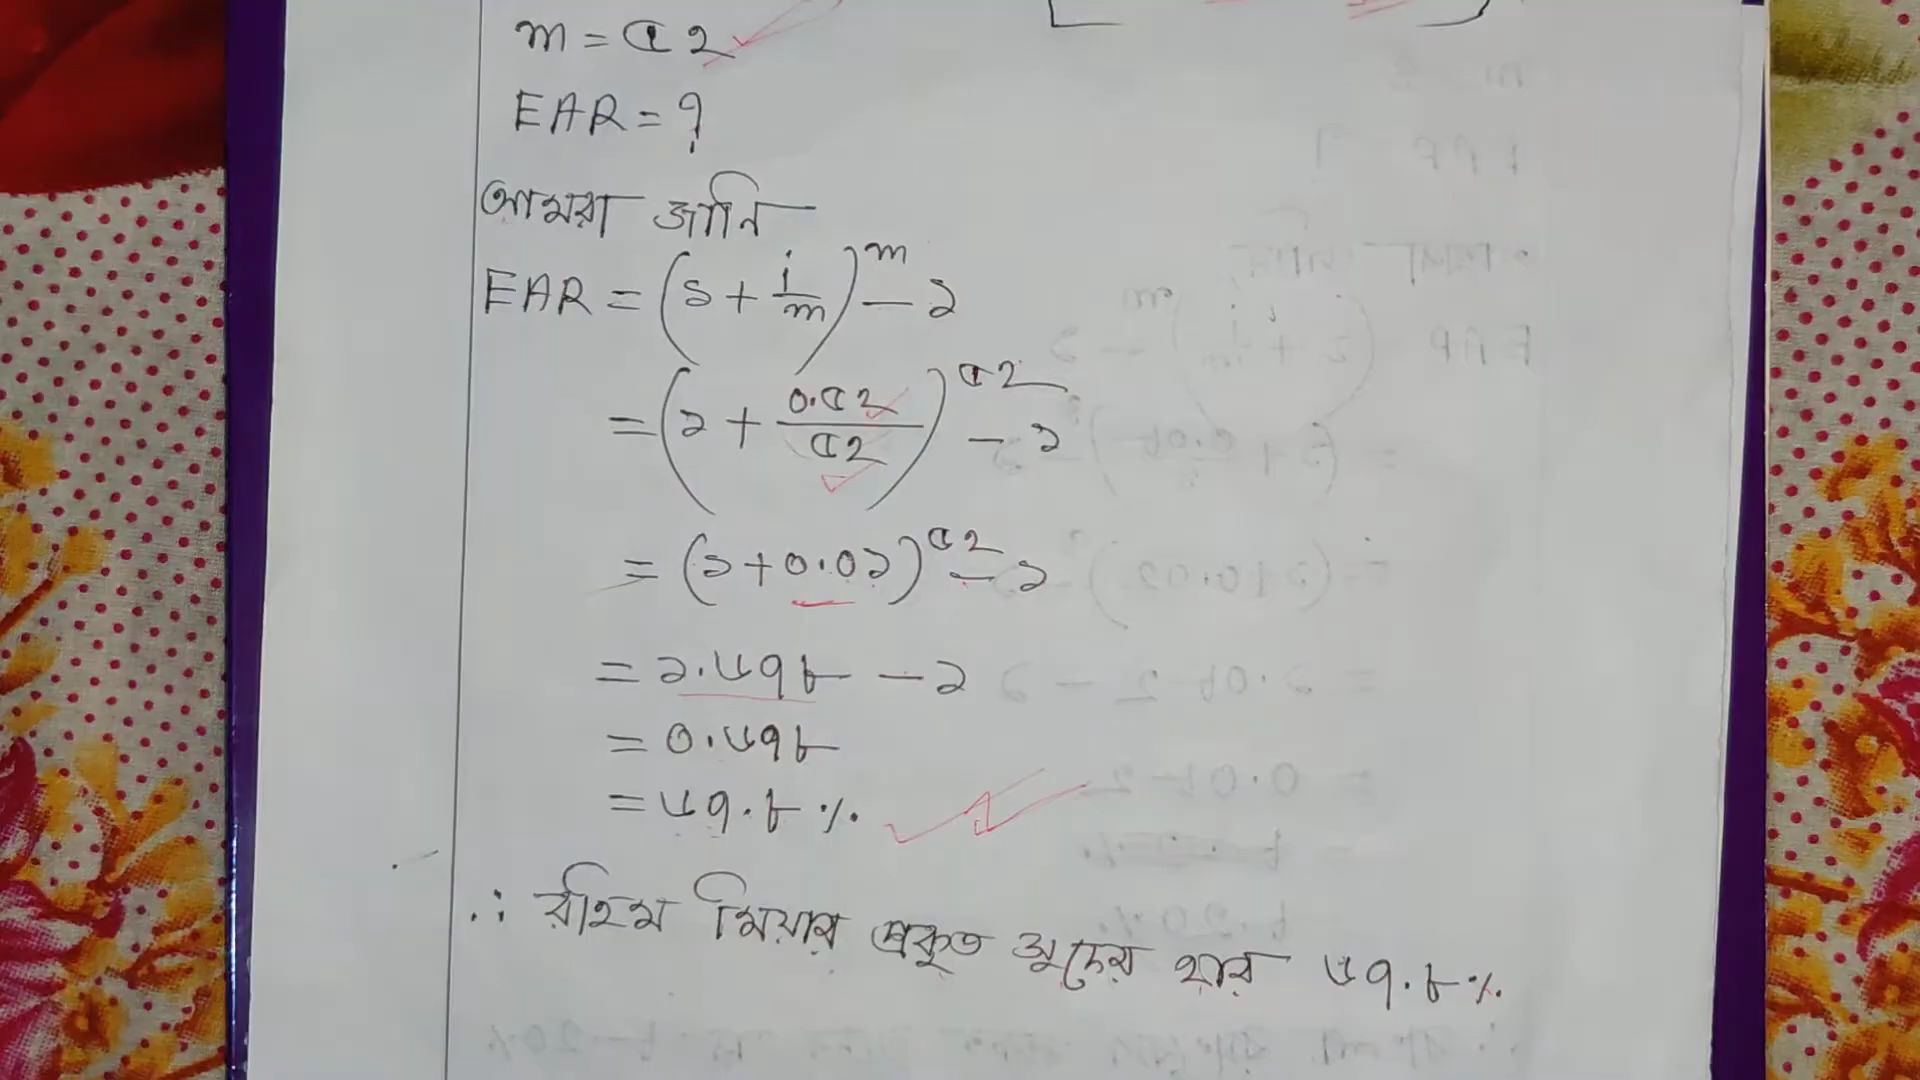 m = ৫২
EAR = ?
আমরা জানি
EAR = (১ + i/m)^m – ১
= (১ + ০.৫২/৫২)^৫২ – ১
= (১+০.০১)^৫২ – ১
= ১.৬৭৮ – ১
= ০.৬৭৮
= ৬৭.৮ %.
∴ রহিম মিয়ার প্রকৃত সুদের হার ৬৭.৮ %.